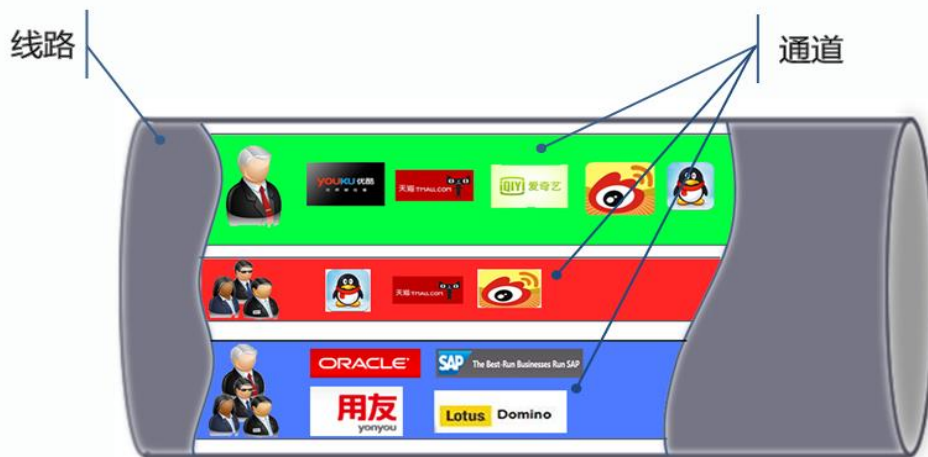 线路
通道
YOUKU 优酷
天猫 TMALL.COM
QIY 爱奇艺
天猫 TMALL.COM
ORACLE
SAP The Best-Run Businesses Run SAP
用友
yonyou
Lotus Domino